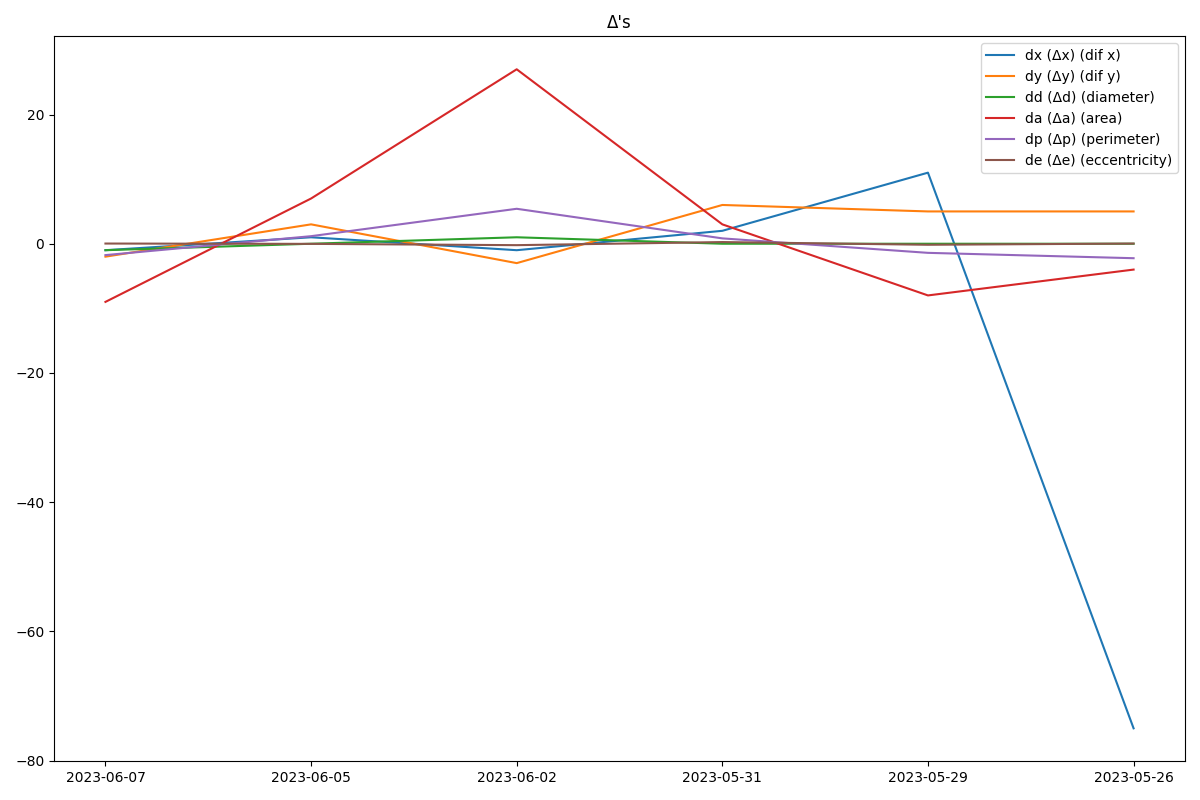 Δ's
dx (Δx) (dif x)
dy (Δy) (dif y)
dd (Δd) (diameter)
da (Δa) (area)
dp (Δp) (perimeter)
de (Δe) (eccentricity)
20
0
−20
−40
−60
−80
2023-06-07 2023-06-05 2023-06-02 2023-05-31 2023-05-29 2023-05-26